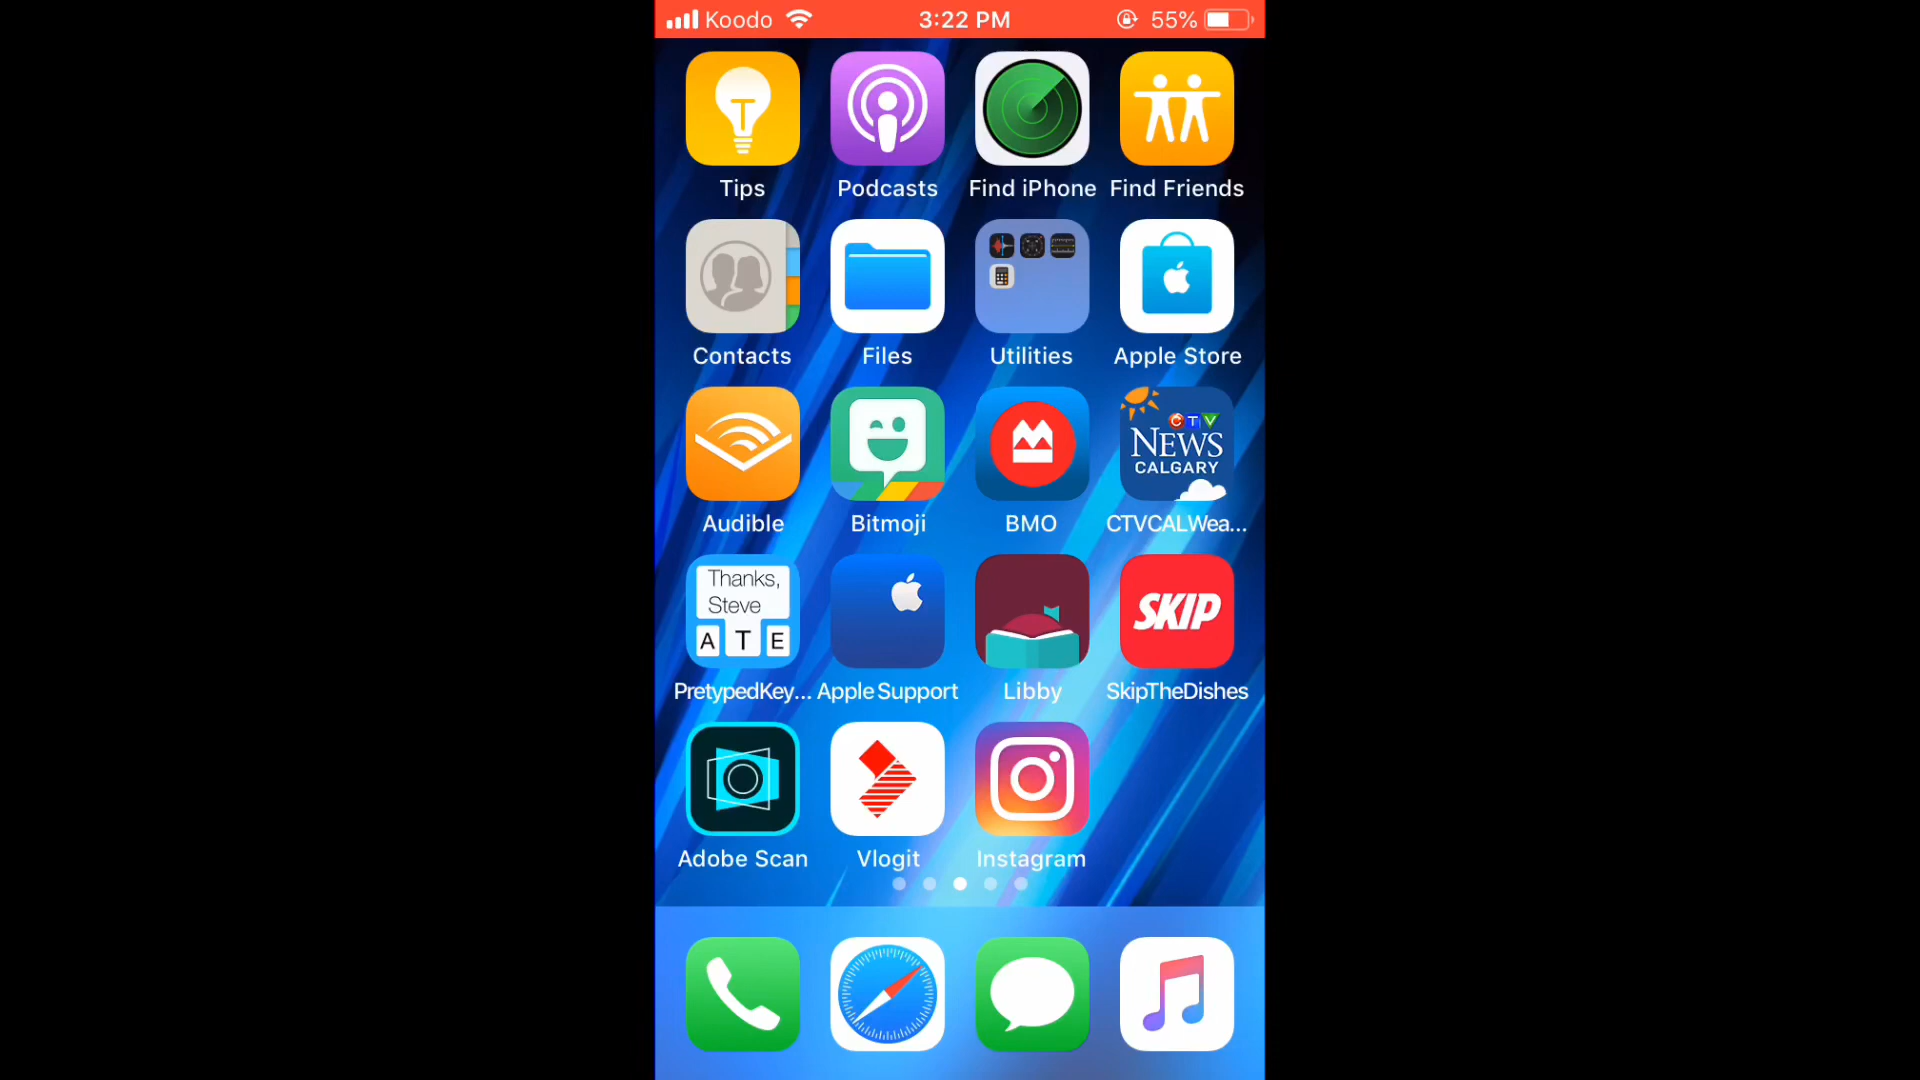 Koodo 3:22 PM 55%
Tips Podcasts Find iPhone Find Friends
Contacts Files Utilities Apple Store
CTV
NEWS
CALGARY
Audible Bitmoji BMO CTVCALWea...
Thanks,
Steve
A T E
SKIP
PretypedKey... Apple Support Libby SkipTheDishes
Adobe Scan Vlogit Instagram